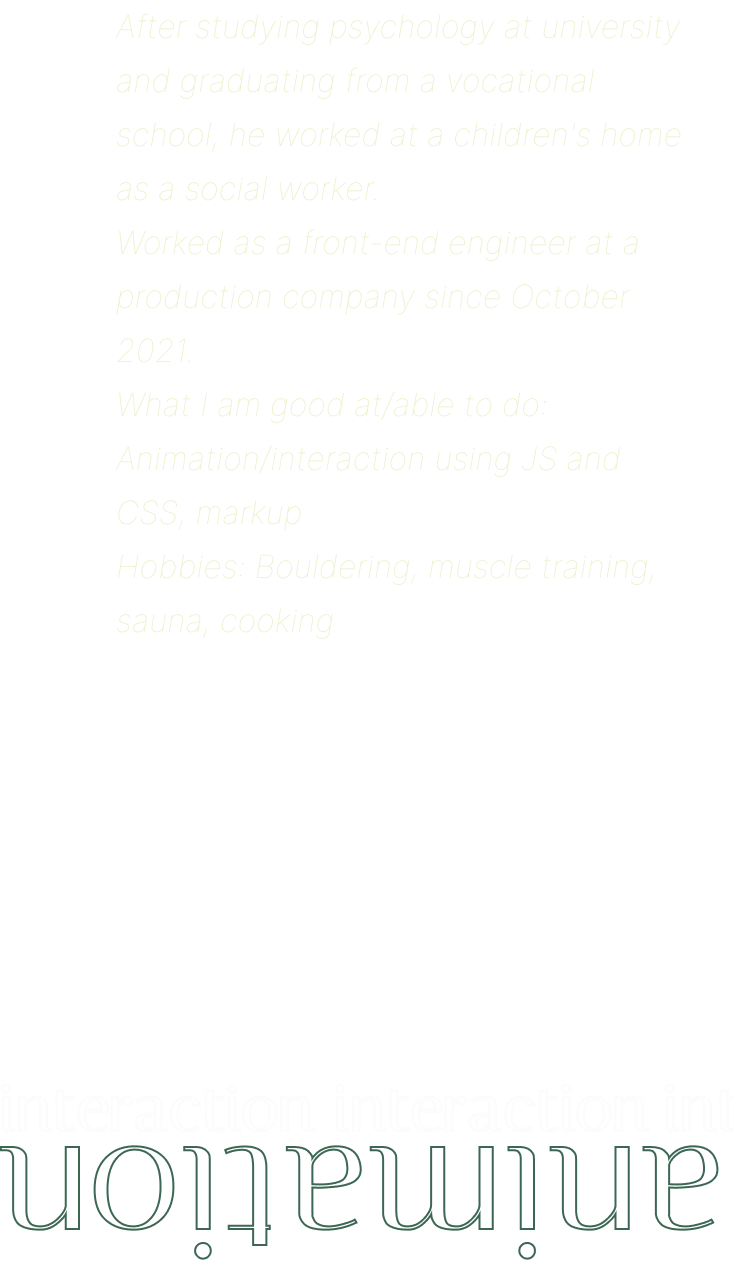 After studying psychology at university
and graduating from a vocational
school, he worked at a children's home
as a social worker.
Worked as a front-end engineer at a
production company since October
2021.
What I am good at/able to do:
Animation/interaction using JS and
CSS, markup
Hobbies: Bouldering, muscle training,
sauna, cooking
interaction interaction int
animation